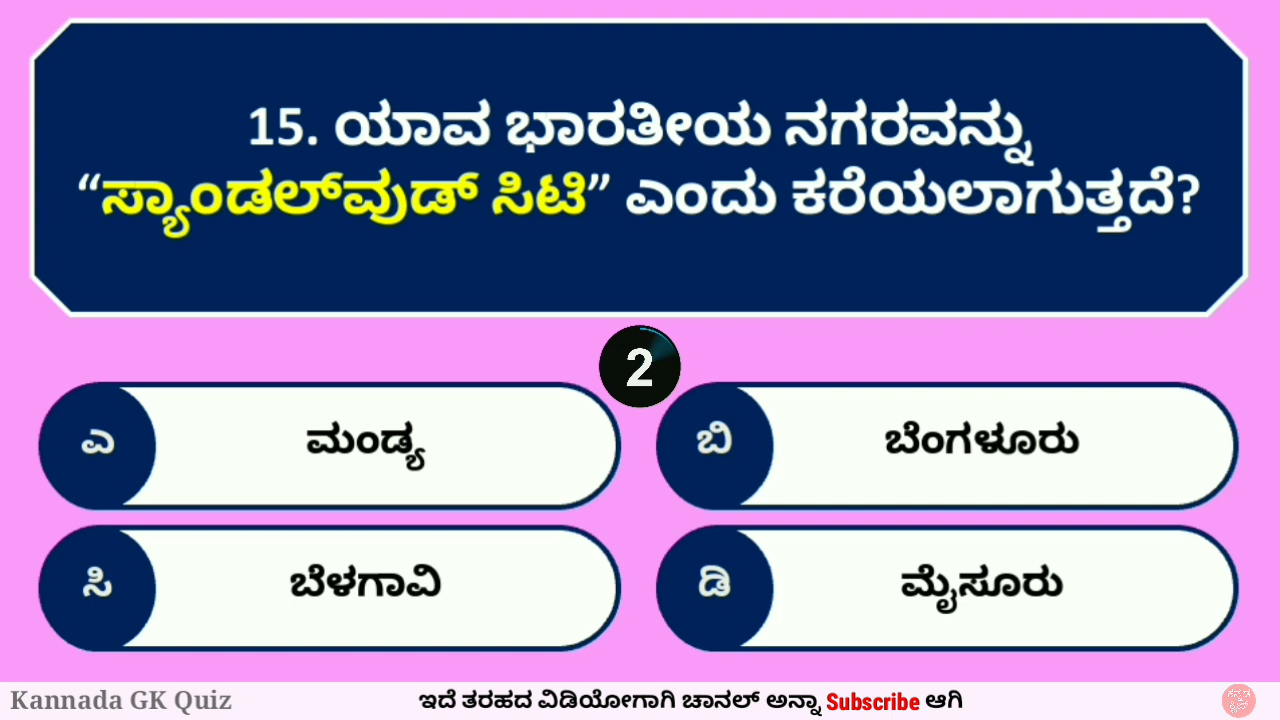 15. ಯಾವ ಭಾರತೀಯ ನಗರವನ್ನು
“ಸ್ಯಾಂಡಲ್‌ವುಡ್ ಸಿಟಿ” ಎಂದು ಕರೆಯಲಾಗುತ್ತದೆ?
2
ಎ ಮಂಡ್ಯ
ಬಿ ಬೆಂಗಳೂರು
ಸಿ ಬೆಳಗಾವಿ
ಡಿ ಮೈಸೂರು
Kannada GK Quiz
ಇದೆ ತರಹದ ವಿಡಿಯೋಗಾಗಿ ಚಾನಲ್ ಅನ್ನಾ Subscribe ಆಗಿ